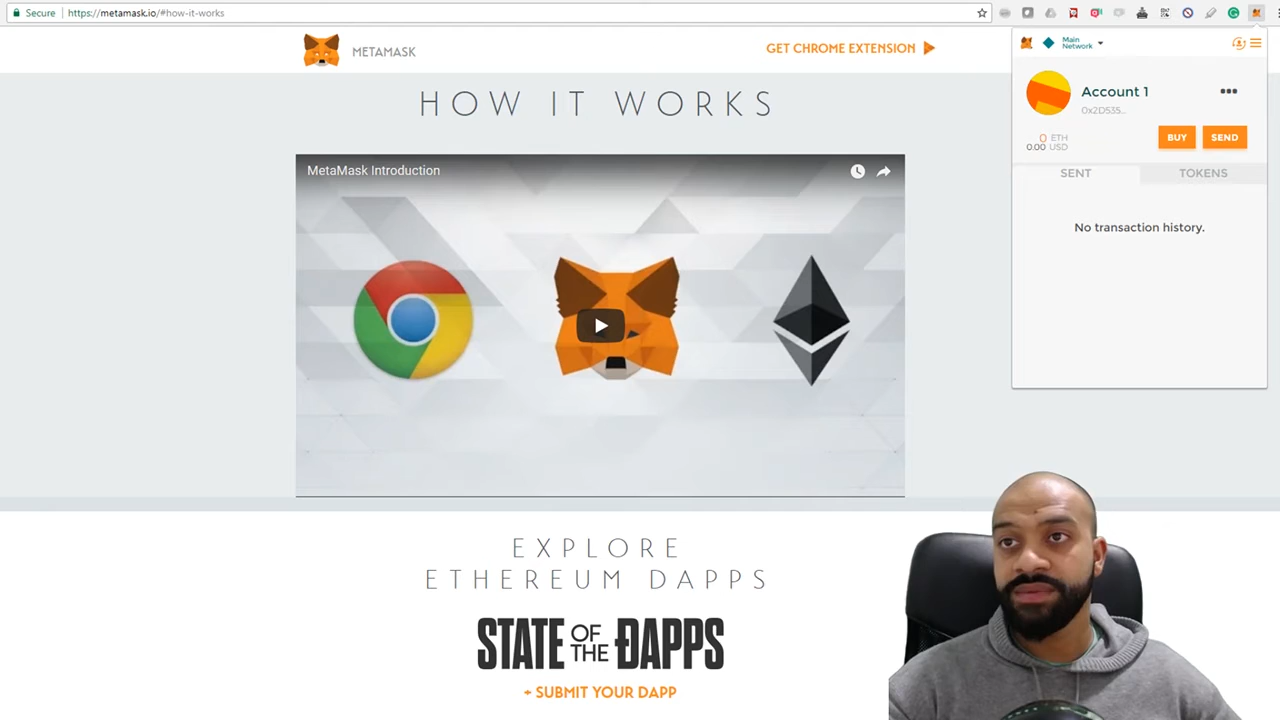 Secure
https://metamask.io/#how-it-works
METAMASK
GET CHROME EXTENSION
HOW IT WORKS
MetaMask Introduction
EXPLORE
ETHEREUM DAPPS
STATE OF THE ĐAPPS
+ SUBMIT YOUR DAPP
Main
Network
Account 1
0x2D535...
0 ETH
0.00 USD
BUY
SEND
SENT
TOKENS
No transaction history.